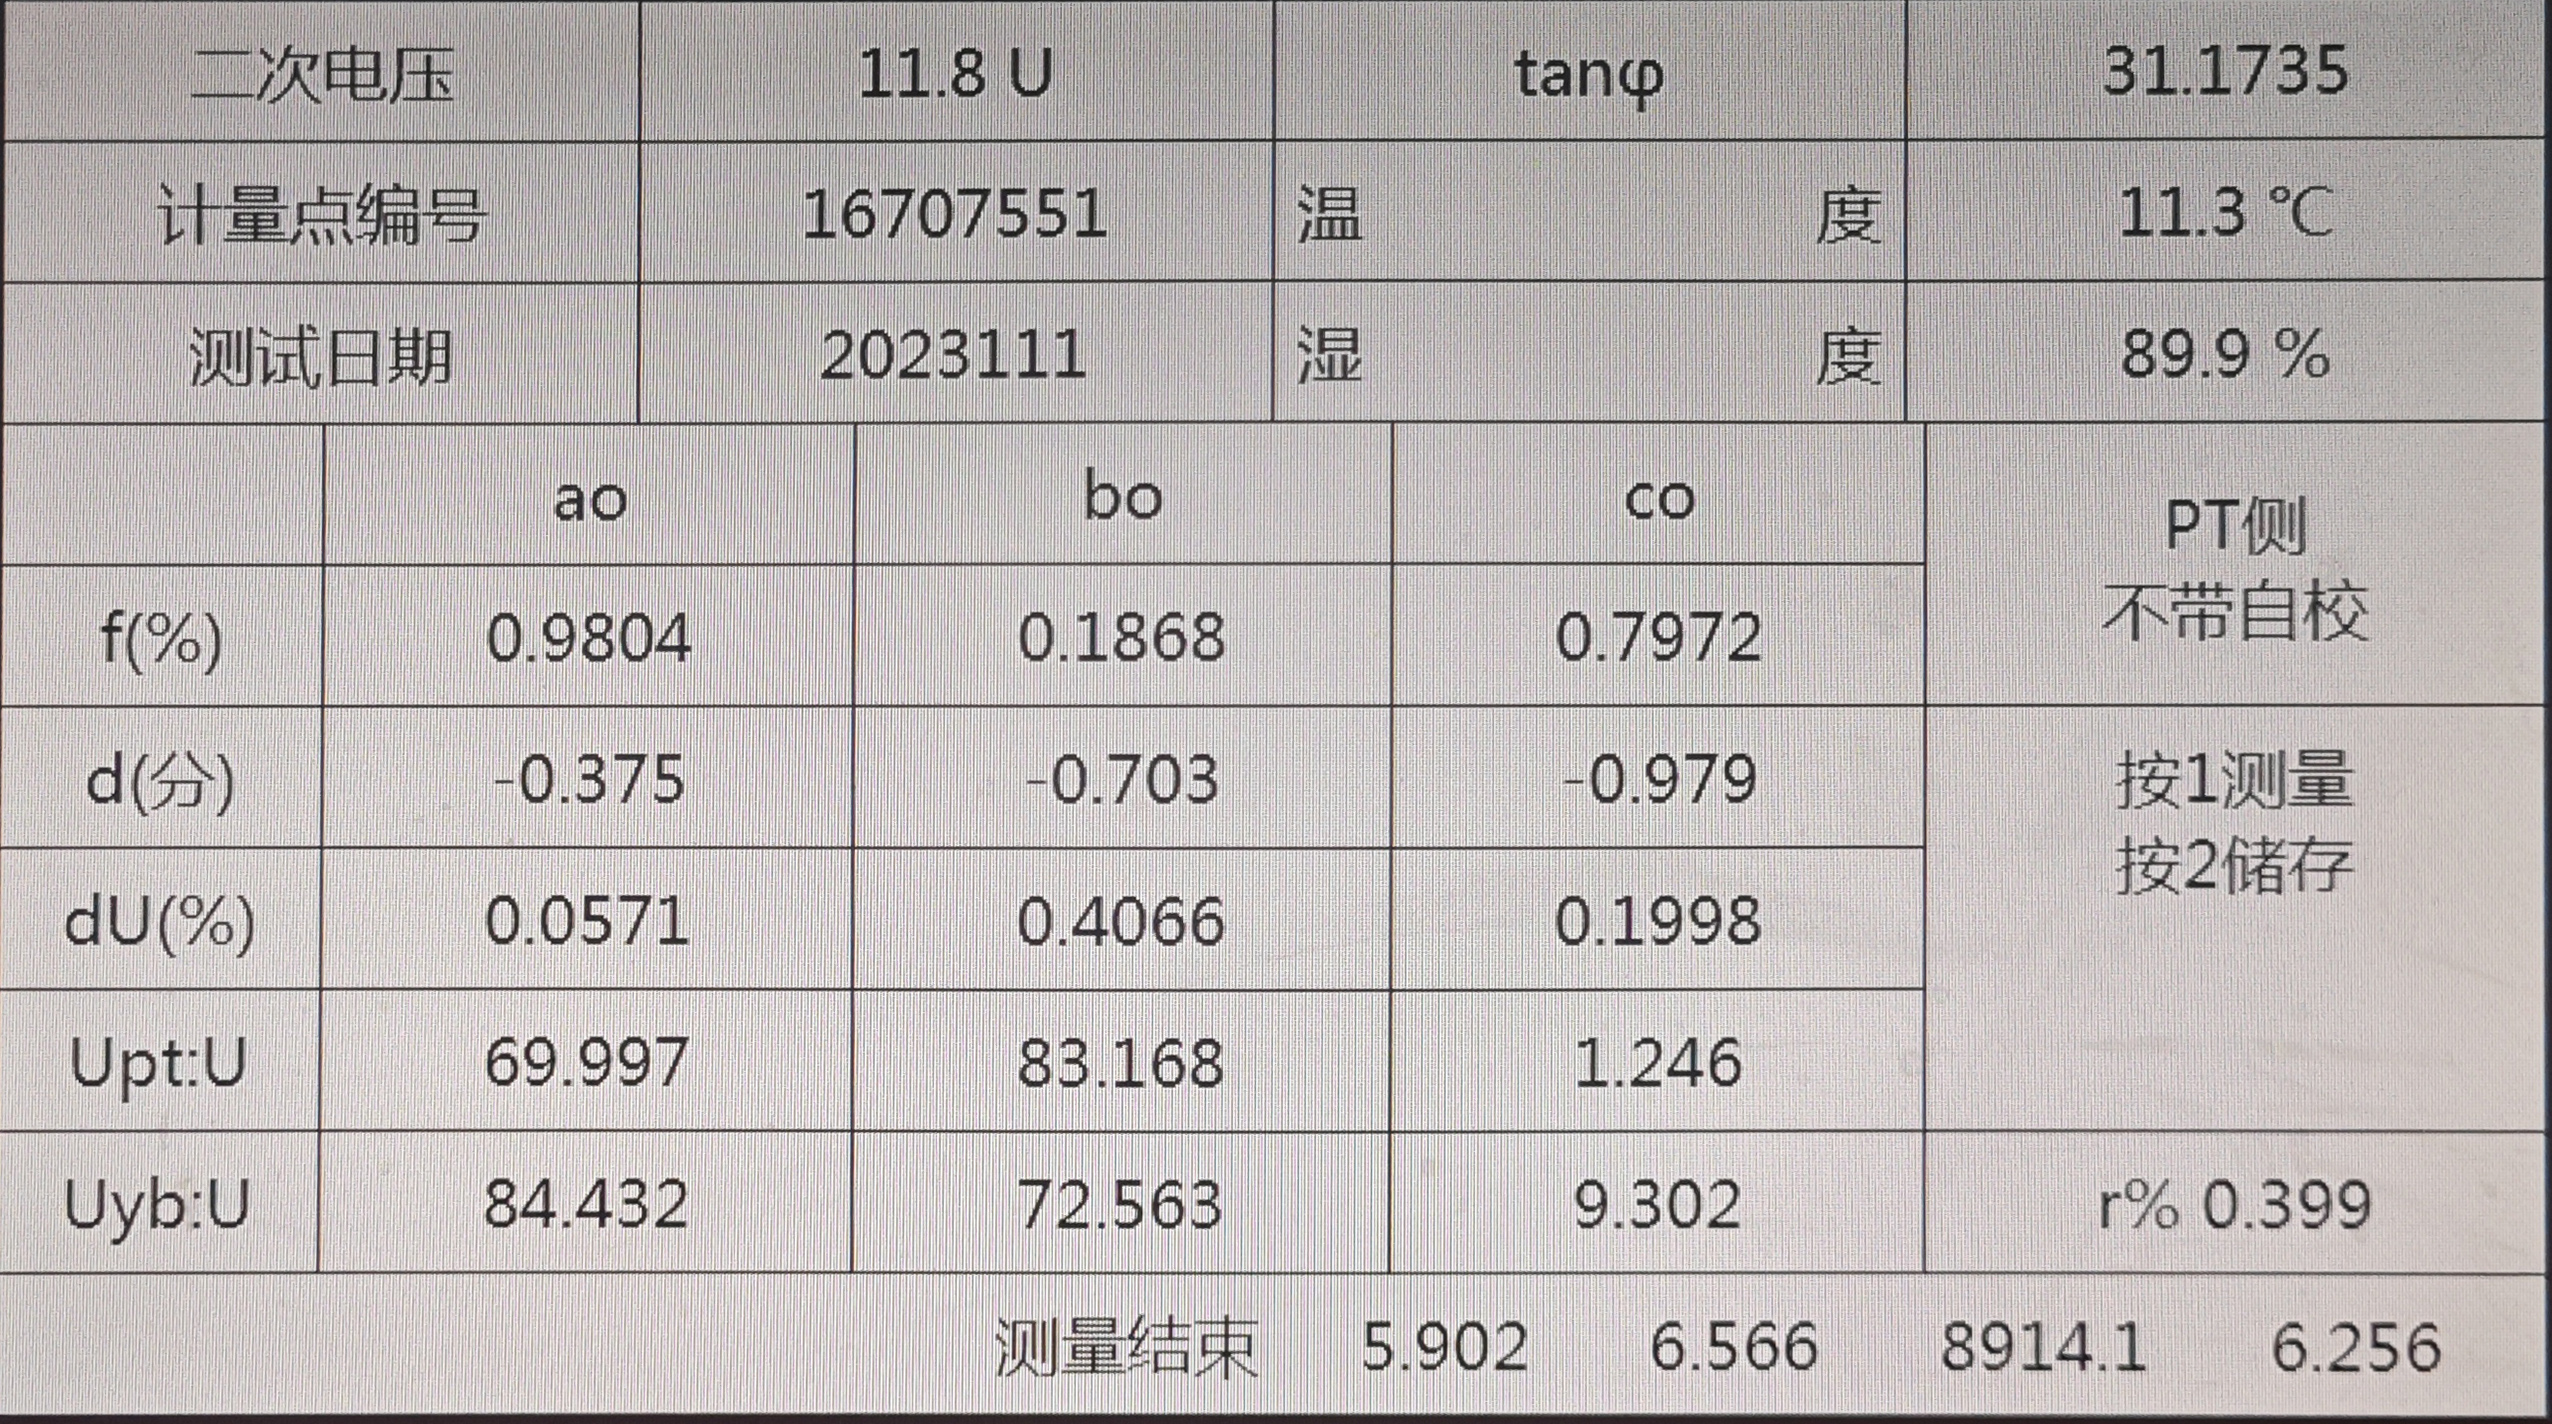 二次电压 11.8 U tanφ 31.1735
计量点编号 16707551 温 度 11.3 ℃
测试日期 2023111 湿 度 89.9 %
ao bo co
PT侧
不带自校
f(%) 0.9804 0.1868 0.7972
d(分) -0.375 -0.703 -0.979
按1测量
按2储存
dU(%) 0.0571 0.4066 0.1998
Upt:U 69.997 83.168 1.246
Uyb:U 84.432 72.563 9.302 r% 0.399
测量结束 5.902 6.566 8914.1 6.256